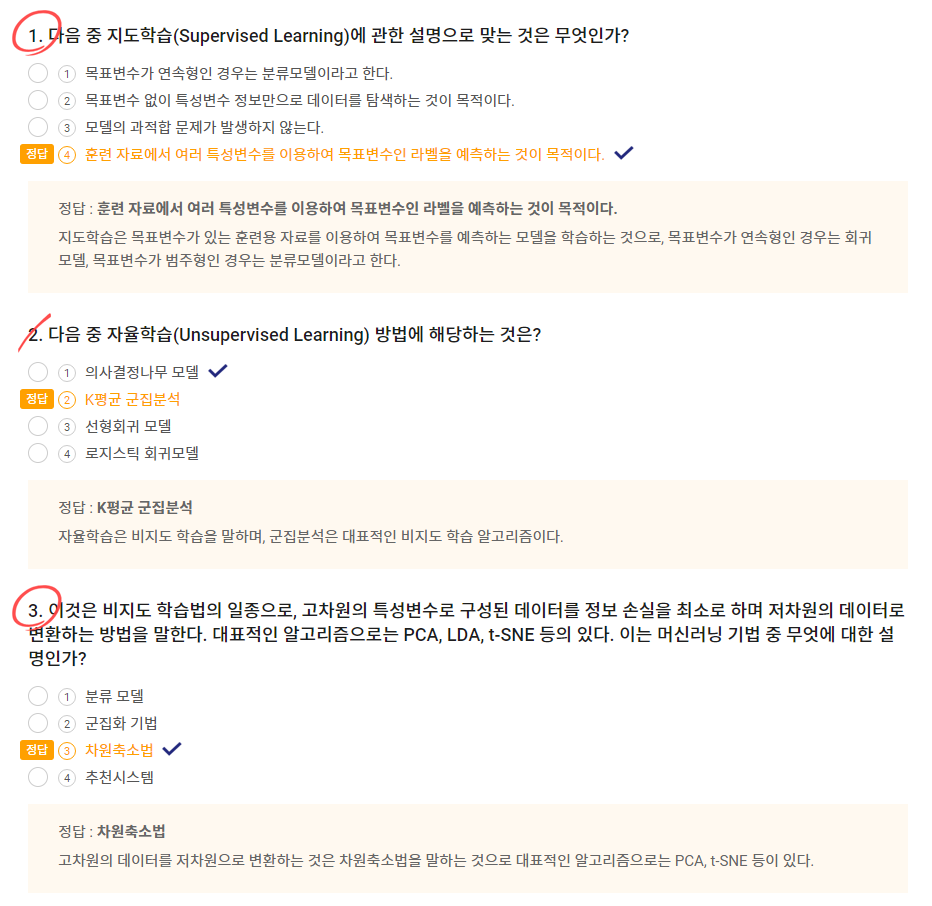 1. 다음 중 지도학습(Supervised Learning)에 관한 설명으로 맞는 것은 무엇인가?
① 목표변수가 연속형인 경우는 분류모델이라고 한다.
② 목표변수 없이 특성변수 정보만으로 데이터를 탐색하는 것이 목적이다.
③ 모델의 과적합 문제가 발생하지 않는다.
정답 ④ 훈련 자료에서 여러 특성변수를 이용하여 목표변수인 라벨을 예측하는 것이 목적이다.
정답 : 훈련 자료에서 여러 특성변수를 이용하여 목표변수인 라벨을 예측하는 것이 목적이다.
지도학습은 목표변수가 있는 훈련용 자료를 이용하여 목표변수를 예측하는 모델을 학습하는 것으로, 목표변수가 연속형인 경우는 회귀
모델, 목표변수가 범주형인 경우는 분류모델이라고 한다.
2. 다음 중 자율학습(Unsupervised Learning) 방법에 해당하는 것은?
① 의사결정나무 모델
정답 ② K평균 군집분석
③ 선형회귀 모델
④ 로지스틱 회귀모델
정답 : K평균 군집분석
자율학습은 비지도 학습을 말하며, 군집분석은 대표적인 비지도 학습 알고리즘이다.
3. 이것은 비지도 학습법의 일종으로, 고차원의 특성변수로 구성된 데이터를 정보 손실을 최소로 하며 저차원의 데이터로
변환하는 방법을 말한다. 대표적인 알고리즘으로는 PCA, LDA, t-SNE 등의 있다. 이는 머신러닝 기법 중 무엇에 대한 설
명인가?
① 분류 모델
② 군집화 기법
정답 ③ 차원축소법
④ 추천시스템
정답 : 차원축소법
고차원의 데이터를 저차원으로 변환하는 것은 차원축소법을 말하는 것으로 대표적인 알고리즘으로는 PCA, t-SNE 등이 있다.